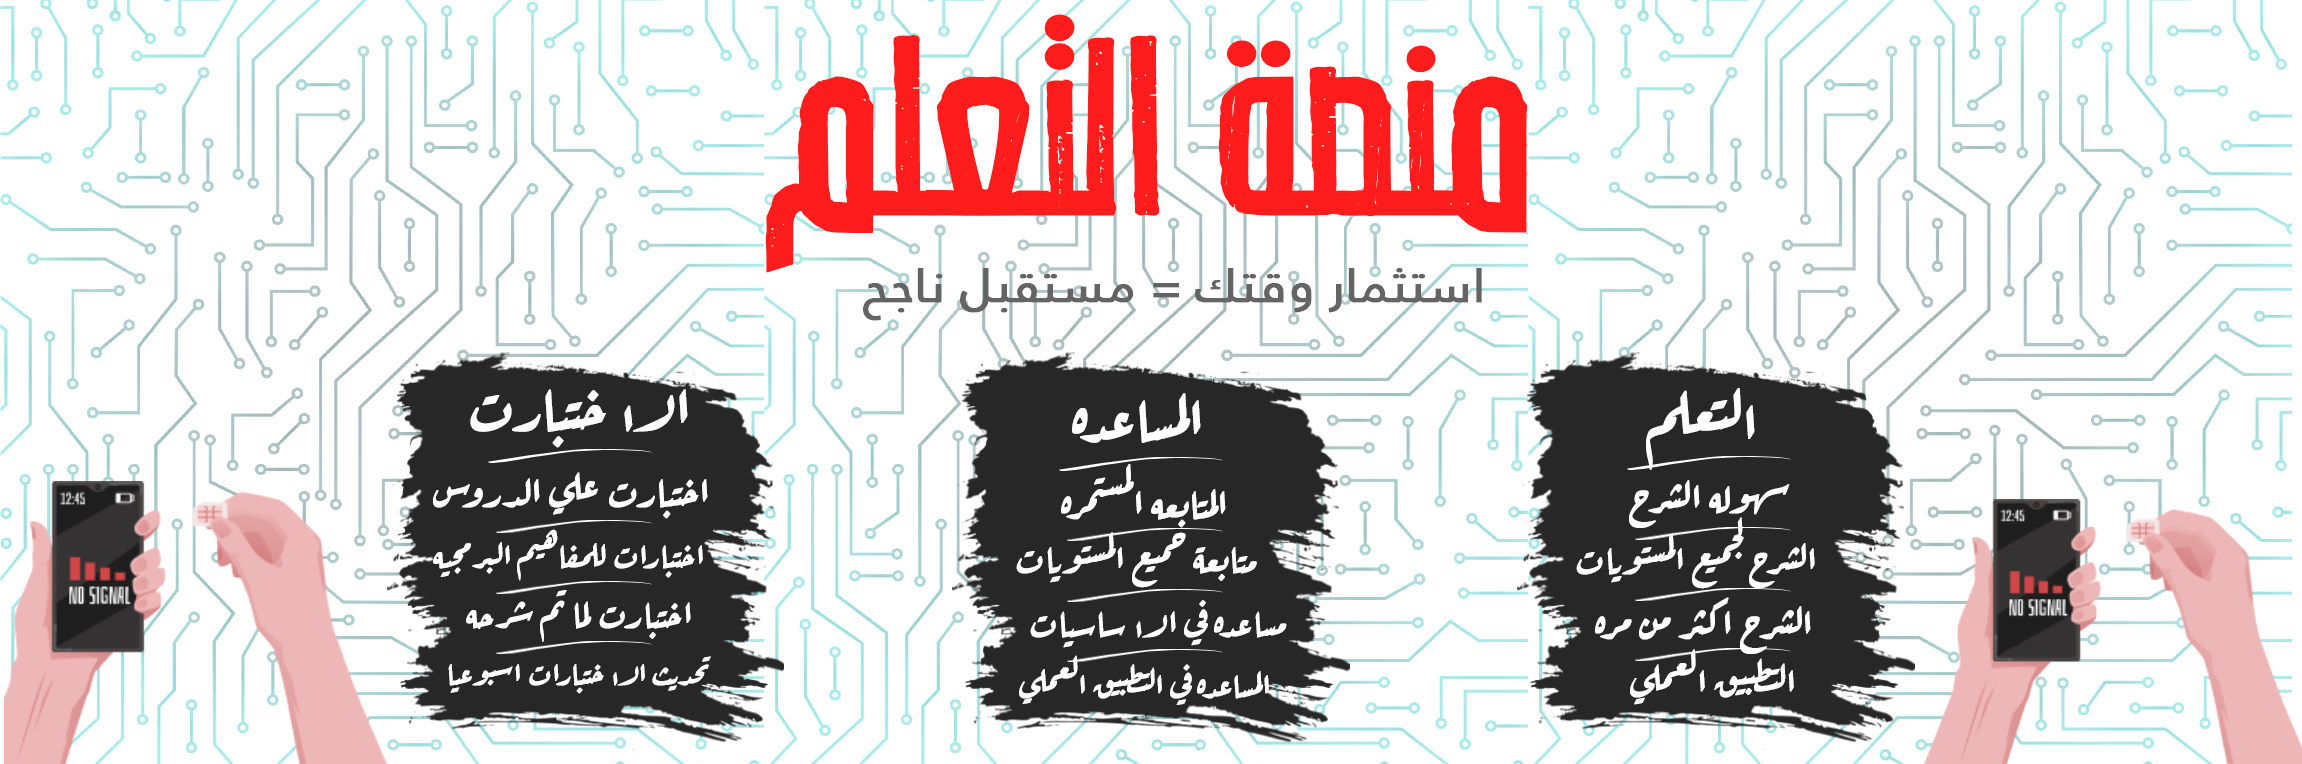 منصة التعلم
استثمار وقتك = مستقبل ناجح
التعلم
سهوله الشرح
الشرح لجميع المستويات
الشرح اكثر من مره
التطبيق العملي
المساعده
المتابعه المستمره
متابعة جميع المستويات
مساعده في الاساسيات
المساعده في التطبيق العملي
الاختبارت
اختبارت علي الدروس
اختبارات للمفاهيم البرمجيه
اختبارت لما تم شرحه
تحديث الاختبارات اسبوعيا
12:45
NO SIGNAL
12:45
NO SIGNAL